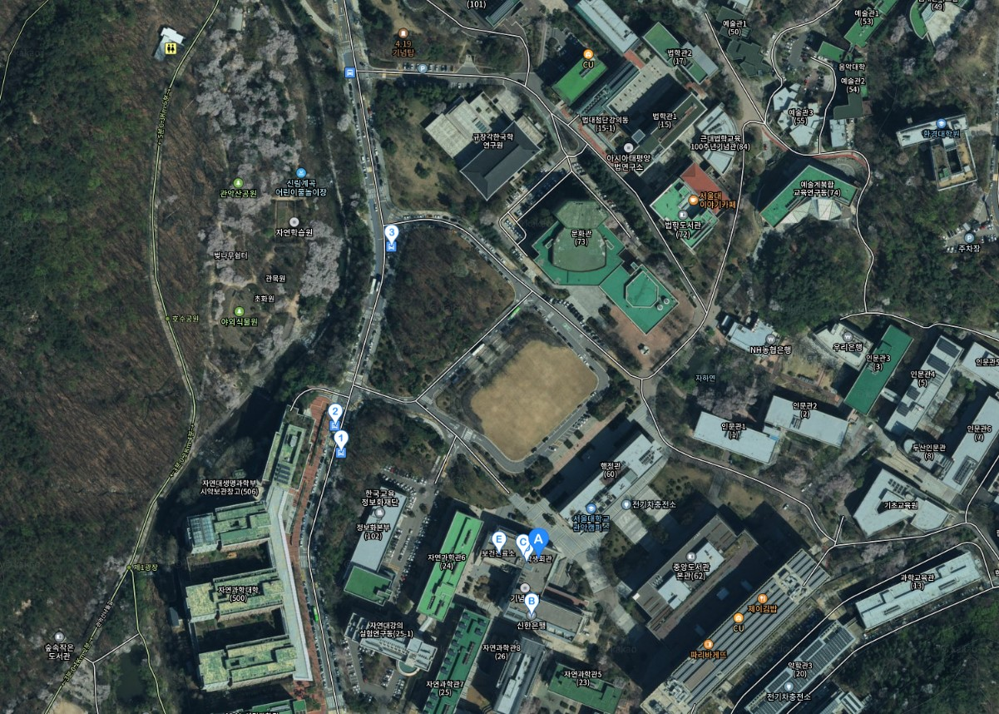 (101)
4.19
기념탑
P
CU
예술관1
(50)
예술관1
(53)
(49)
법학관2
(17)
음악대학
예술관2
(54)
예술관3
(55)
환경대학원
법대첨단강의동
(15-1)
법학관1
(15)
근대법학교육
100주년기념관(84)
아시아태평양
법연구소
규장각한국학
연구원
관악산공원
신림계곡
어린이물놀이장
자연학습원
서울대
이야기카페
법학도서관
(72)
예술계복합
교육연구동(74)
P
주차장
문화관
(73)
3
벚나무쉼터
관목원
초화원
야외식물원
호수공원
NH농협은행
우리은행
인문관3
(3)
인문관4
(5)
자하연
인문관2
(2)
인문관1
(1)
인문관6
(7)
두산인문관
(8)
2
1
자연대생명과학부
시약보관창고(506)
한국교육
정보화재단
정보화본부
(102)
행정관
(60)
전기차충전소
서울대학교
관악캠퍼스
기초교육원
A
C
E
보건진료소
자연과학관6
(24)
중앙도서관
본관(62)
과학교육관
(13)
제1광장
자연과학대학
(500)
B
신한은행
제이김밥
CU
파리바게뜨
자연대강의
실험연구동(25-1)
자연과학관8
(26)
숲속작은
도서관
자연과학관7
(25)
자연과학관5
(23)
약학관3
(20)
전기차충전소